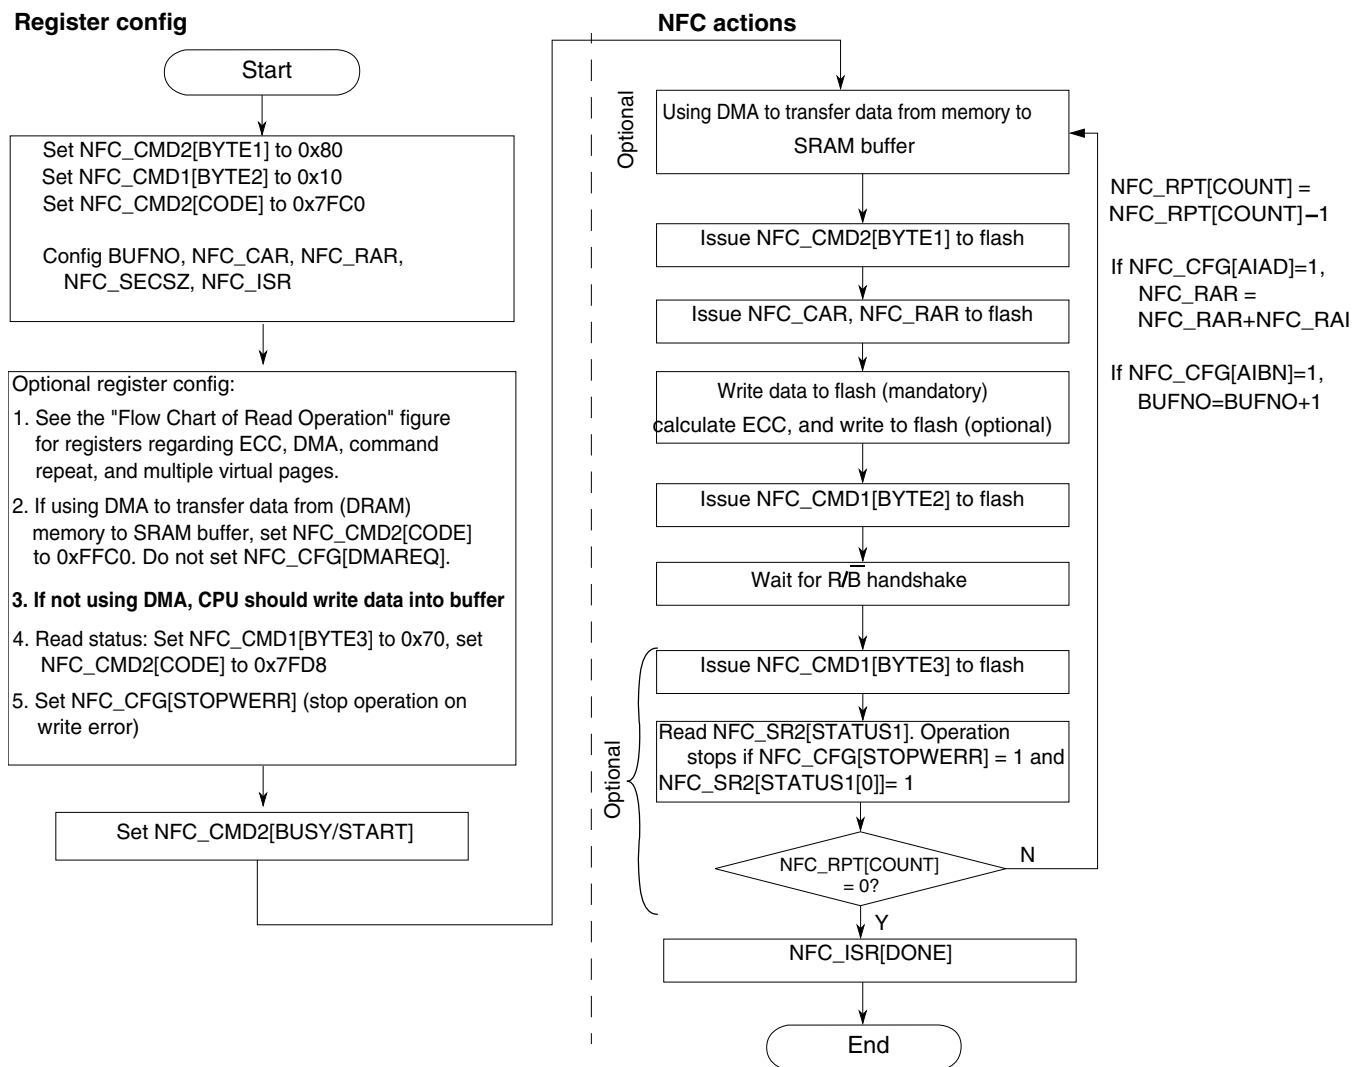 Register config
Start
Set NFC_CMD2[BYTE1] to 0x80
Set NFC_CMD1[BYTE2] to 0x10
Set NFC_CMD2[CODE] to 0x7FC0
Config BUFNO, NFC_CAR, NFC_RAR,
NFC_SECSZ, NFC_ISR
Optional register config:
1. See the "Flow Chart of Read Operation" figure
for registers regarding ECC, DMA, command
repeat, and multiple virtual pages.
2. If using DMA to transfer data from (DRAM)
memory to SRAM buffer, set NFC_CMD2[CODE]
to 0xFFC0. Do not set NFC_CFG[DMAREQ].
3. If not using DMA, CPU should write data into buffer
4. Read status: Set NFC_CMD1[BYTE3] to 0x70, set
NFC_CMD2[CODE] to 0x7FD8
5. Set NFC_CFG[STOPWERR] (stop operation on
write error)
Set NFC_CMD2[BUSY/START]
NFC actions
Optional
Using DMA to transfer data from memory to
SRAM buffer
Issue NFC_CMD2[BYTE1] to flash
Issue NFC_CAR, NFC_RAR to flash
Write data to flash (mandatory)
calculate ECC, and write to flash (optional)
Issue NFC_CMD1[BYTE2] to flash
Wait for R/B̅ handshake
Optional
Issue NFC_CMD1[BYTE3] to flash
Read NFC_SR2[STATUS1]. Operation
stops if NFC_CFG[STOPWERR] = 1 and
NFC_SR2[STATUS1[0]]= 1
NFC_RPT[COUNT]
= 0?
N
Y
NFC_RPT[COUNT] =
NFC_RPT[COUNT]–1
If NFC_CFG[AIAD]=1,
NFC_RAR =
NFC_RAR+NFC_RAI
If NFC_CFG[AIBN]=1,
BUFNO=BUFNO+1
NFC_ISR[DONE]
End